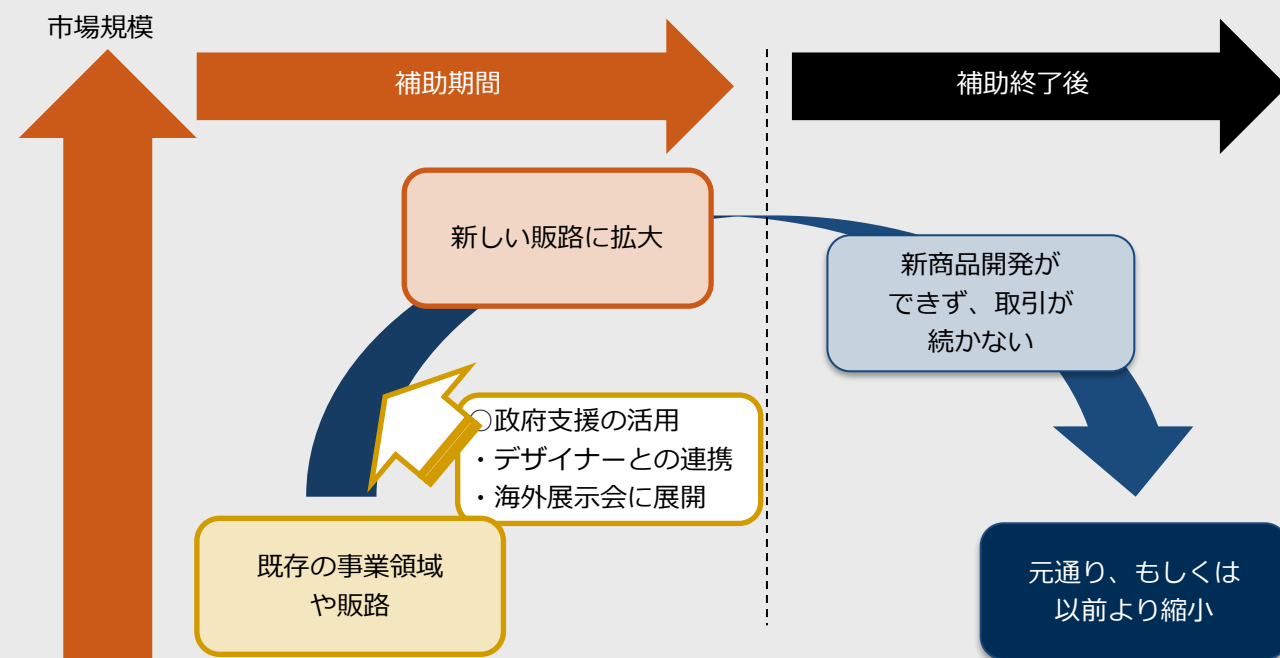 市場規模
補助期間
補助終了後
新しい販路に拡大
新商品開発が
できず、取引が
続かない
○政府支援の活用
・デザイナーとの連携
・海外展示会に展開
既存の事業領域
や販路
元通り、もしくは
以前より縮小